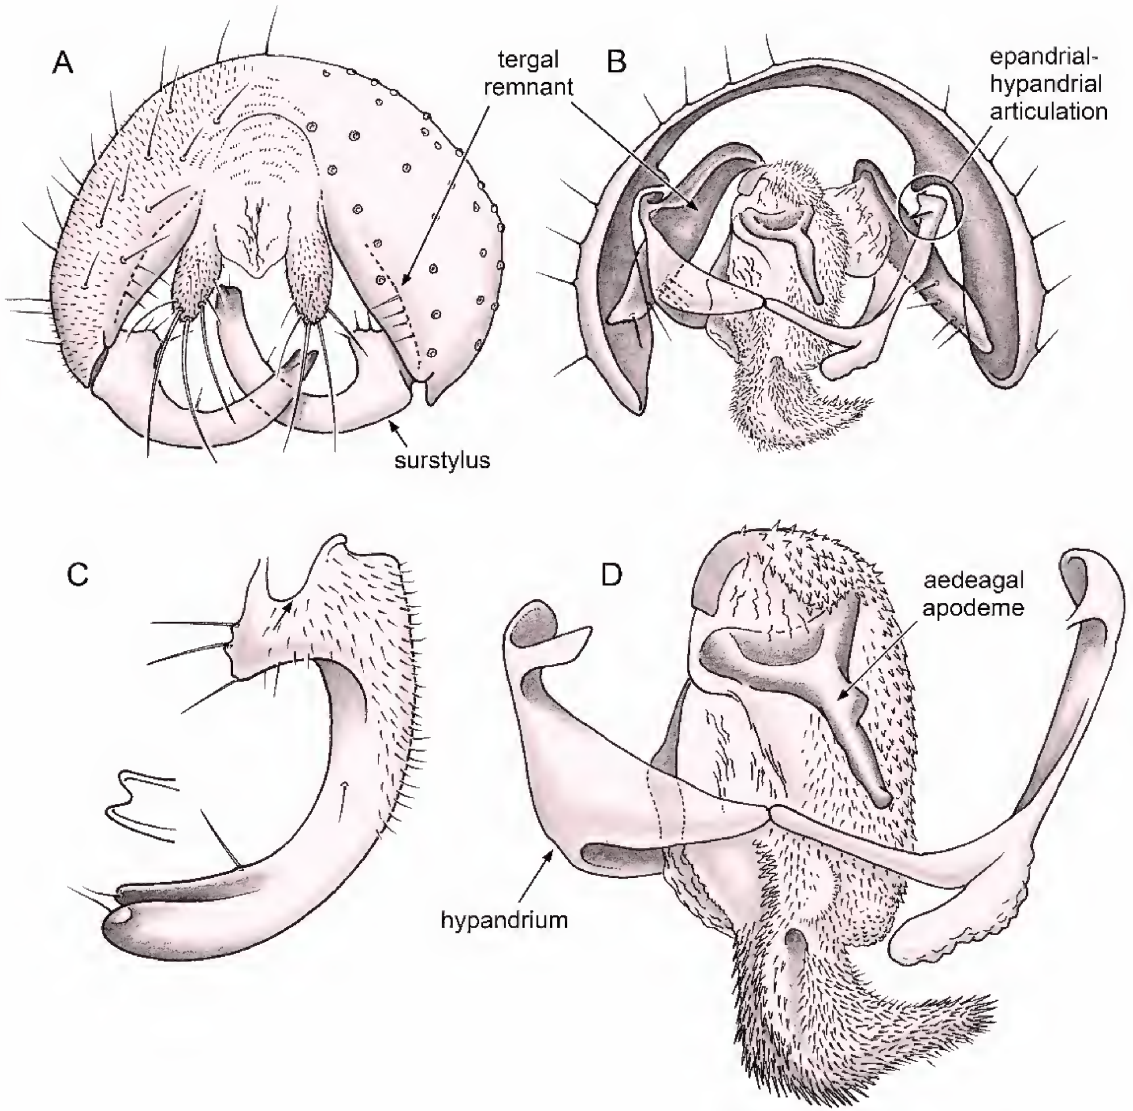 A
tergal
remnant
B
epandrial-
hypandrial
articulation
surstylus
C
D
aedeagal
apodeme
hypandrium